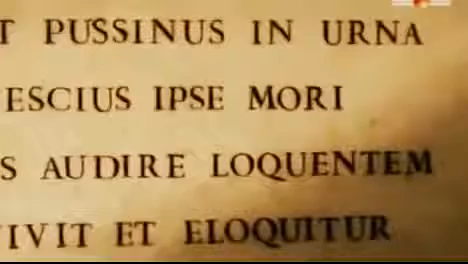 T PUSSINUS IN URNA
ESCIUS IPSE MORI
S AUDIRE LOQUENTEM
IVIT ET ELOQUITUR